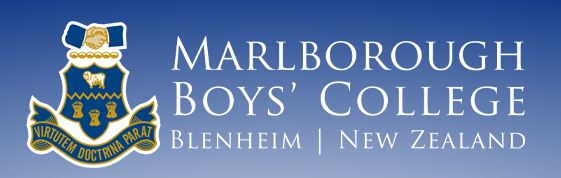 MARLBOROUGH
BOYS' COLLEGE
BLENHEIM | NEW ZEALAND
VIRTUTEM DOCTRINA PARAT